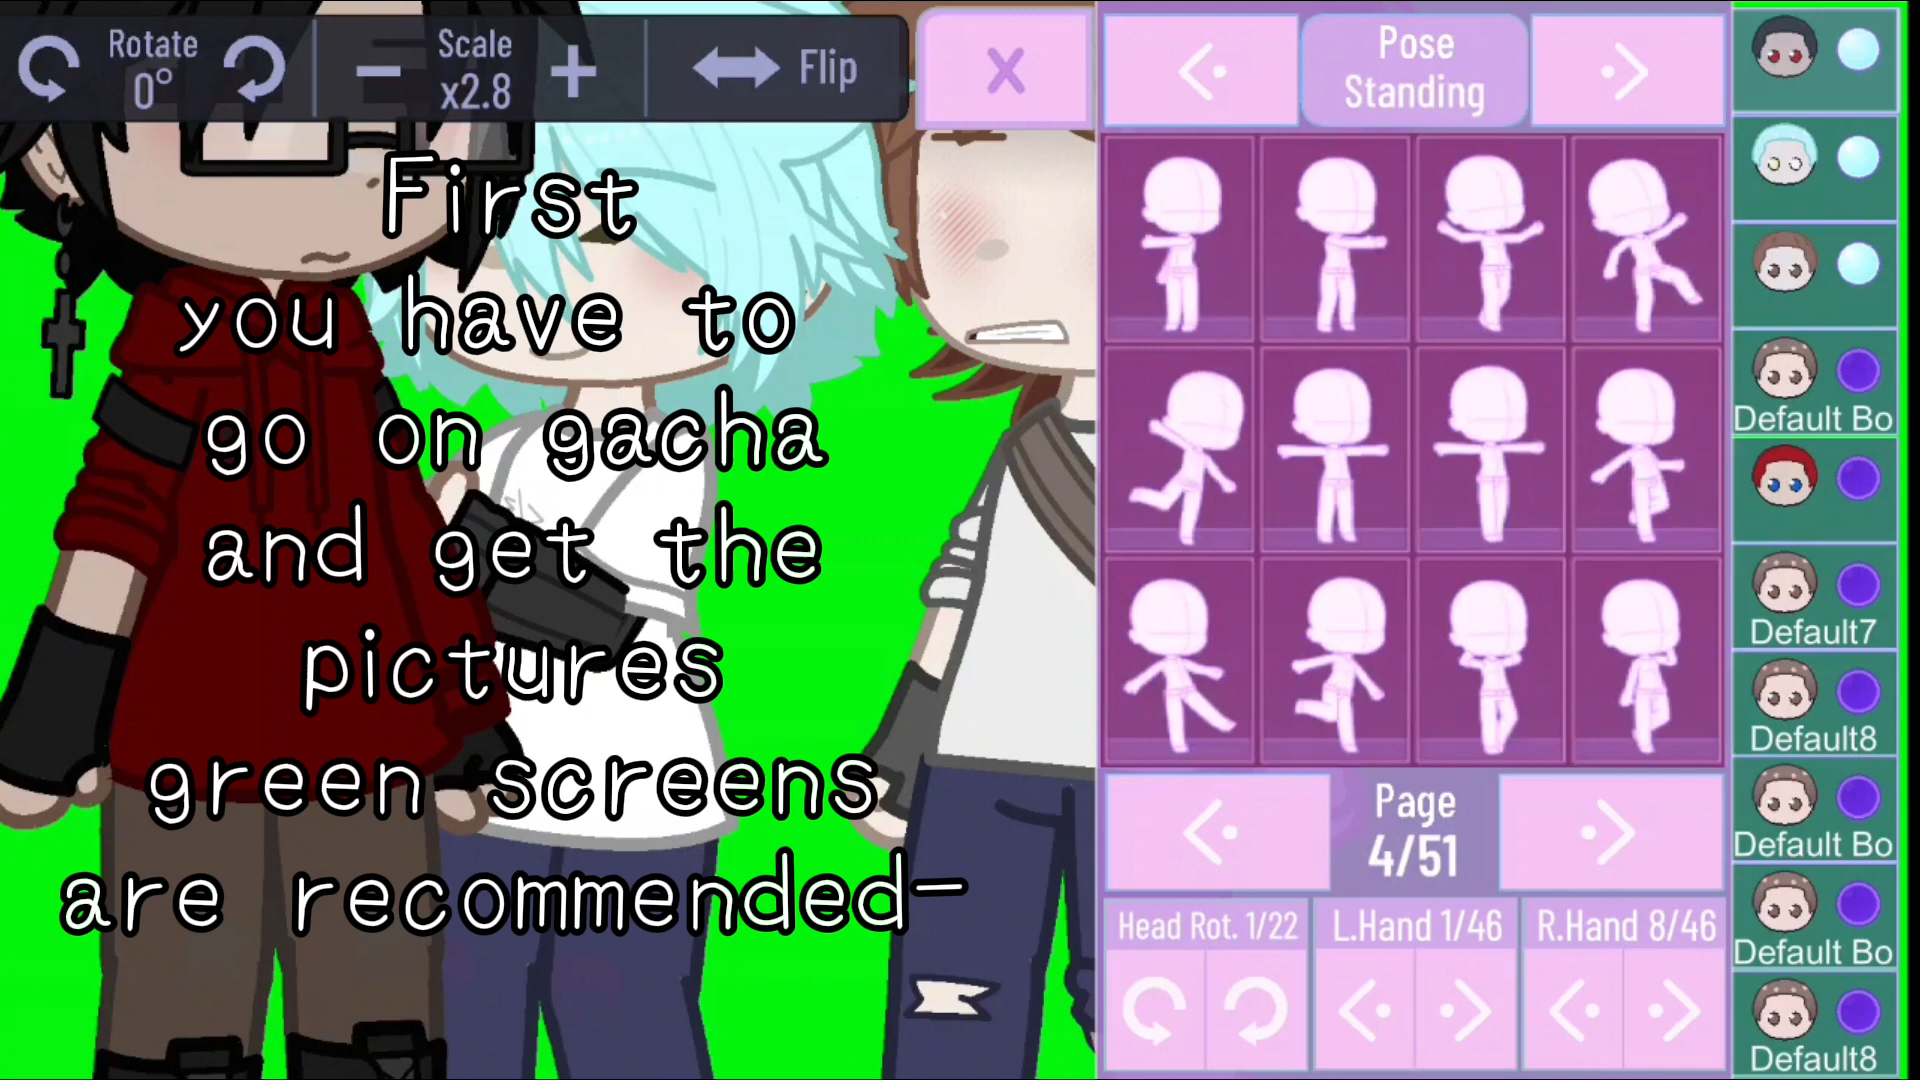 Rotate
0°
Scale
x2.8
Flip
X
Pose
Standing
First
you have to
go on gacha
and get the
pictures
green screens
are recommended-
Page
4/51
Head Rot. 1/22
L.Hand 1/46
R.Hand 8/46
Default Bo
Default7
Default8
Default Bo
Default Bo
Default8